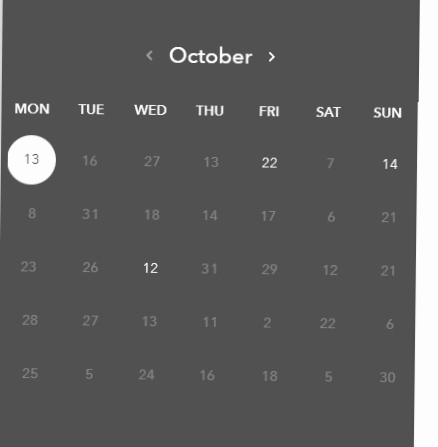 ‹ October ›
MON TUE WED THU FRI SAT SUN
13 16 27 13 22 7 14
8 31 18 14 17 6 21
23 26 12 31 29 12 21
28 27 13 11 2 22 6
25 5 24 16 18 5 30